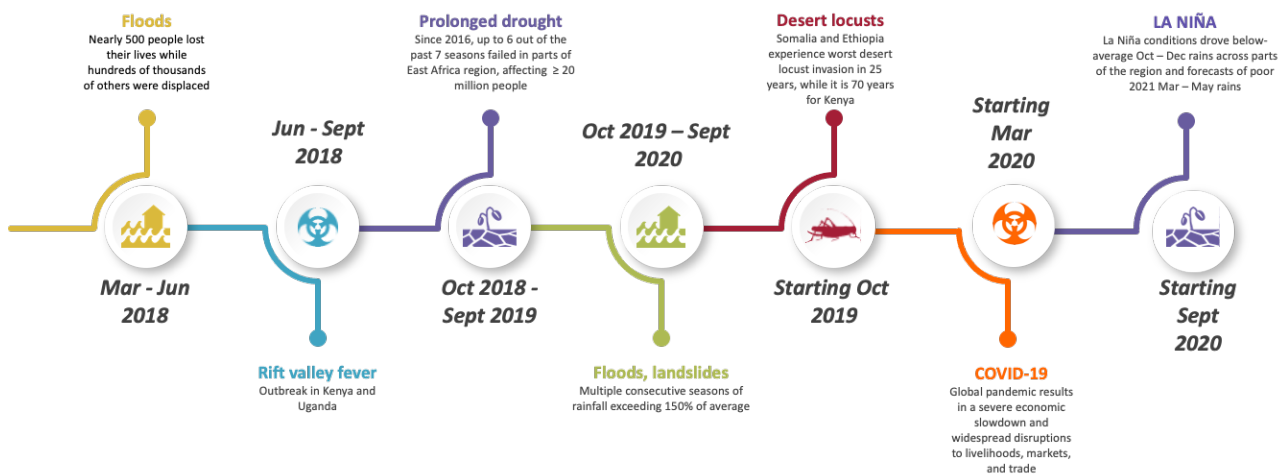 Floods
Nearly 500 people lost
their lives while
hundreds of thousands
of others were displaced
Mar - Jun
2018
Jun - Sept
2018
Rift valley fever
Outbreak in Kenya and
Uganda
Prolonged drought
Since 2016, up to 6 out of the
past 7 seasons failed in parts of
East Africa region, affecting ≥ 20
million people
Oct 2018 -
Sept 2019
Oct 2019 – Sept
2020
Floods, landslides
Multiple consecutive seasons of
rainfall exceeding 150% of average
Desert locusts
Somalia and Ethiopia
experience worst desert
locust invasion in 25
years, while it is 70 years
for Kenya
Starting Oct
2019
Starting
Mar
2020
COVID-19
Global pandemic results
in a severe economic
slowdown and
widespread disruptions
to livelihoods, markets,
and trade
LA NIÑA
La Niña conditions drove below-
average Oct – Dec rains across parts
of the region and forecasts of poor
2021 Mar – May rains
Starting
Sept
2020